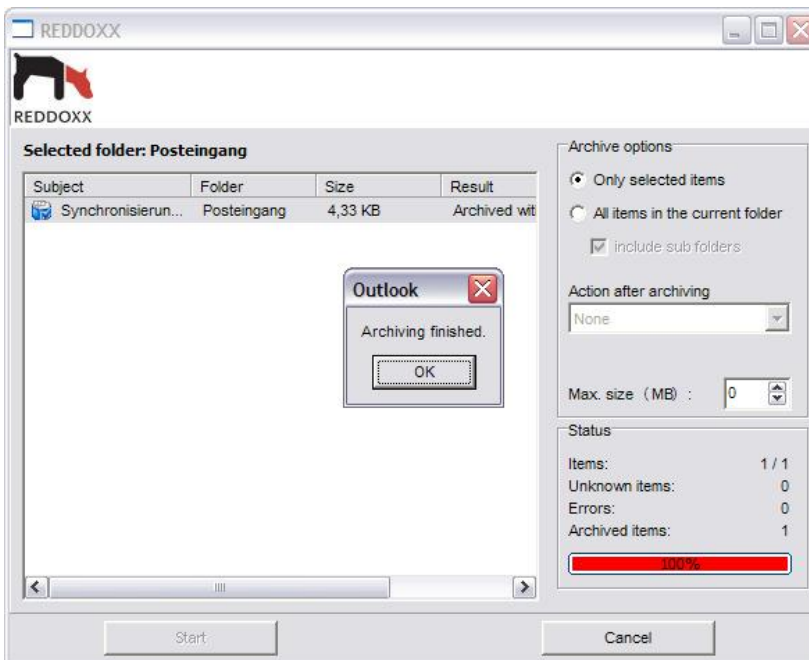 REDDOXX
REDDOXX
Selected folder: Posteingang
Subject Folder Size Result
Synchronisierun... Posteingang 4,33 KB Archived wit
Outlook
Archiving finished.
OK
Archive options
Only selected items
All items in the current folder
include sub folders
Action after archiving
None
Max. size (MB) : 0
Status
Items: 1 / 1
Unknown items: 0
Errors: 0
Archived items: 1
100%
Start
Cancel